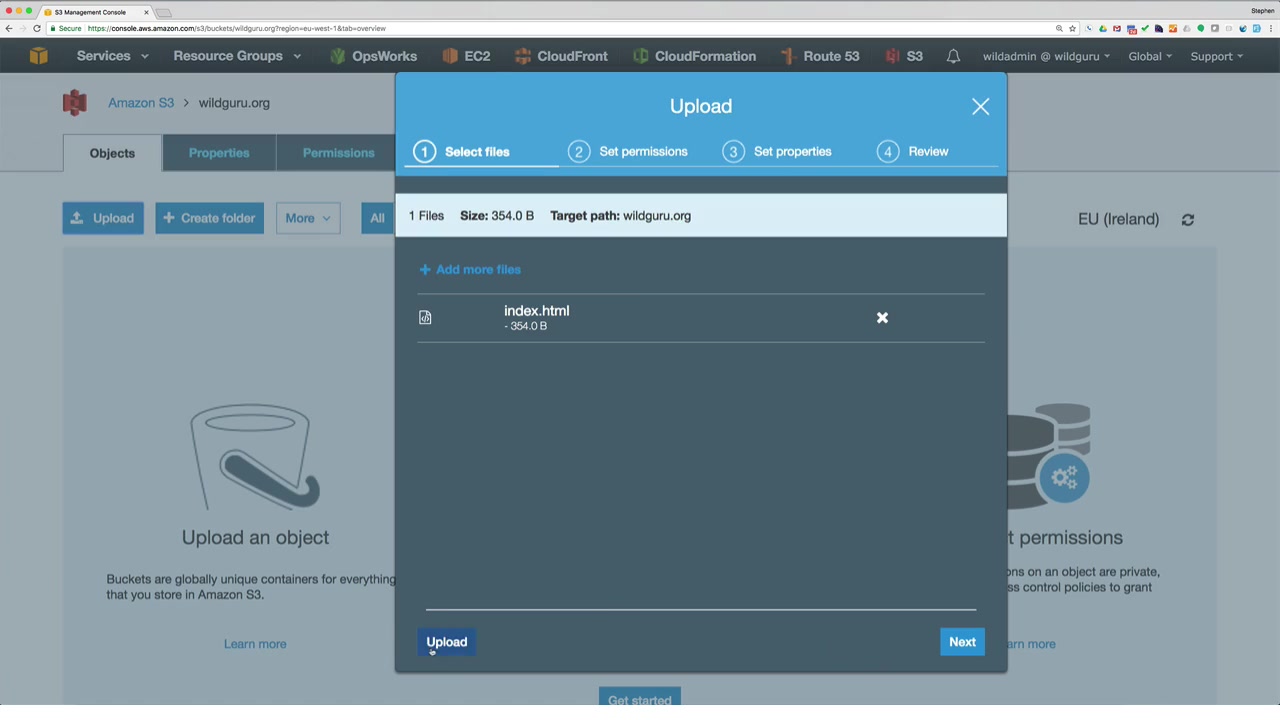 S3 Management Console
Stephen
Secure https://console.aws.amazon.com/s3/buckets/wildguru.org?region=eu-west-1&tab=overview
Services Resource Groups OpsWorks EC2 CloudFront CloudFormation Route 53 S3 wildadmin @ wildguru Global Support
Amazon S3 > wildguru.org
Upload
Objects Properties Permissions
1 Select files 2 Set permissions 3 Set properties 4 Review
Upload + Create folder More All
1 Files Size: 354.0 B Target path: wildguru.org
EU (Ireland)
+ Add more files
index.html
- 354.0 B
Upload an object
t permissions
Buckets are globally unique containers for everything
that you store in Amazon S3.
ons on an object are private,
ss control policies to grant
Learn more
arn more
Upload Next
Get started